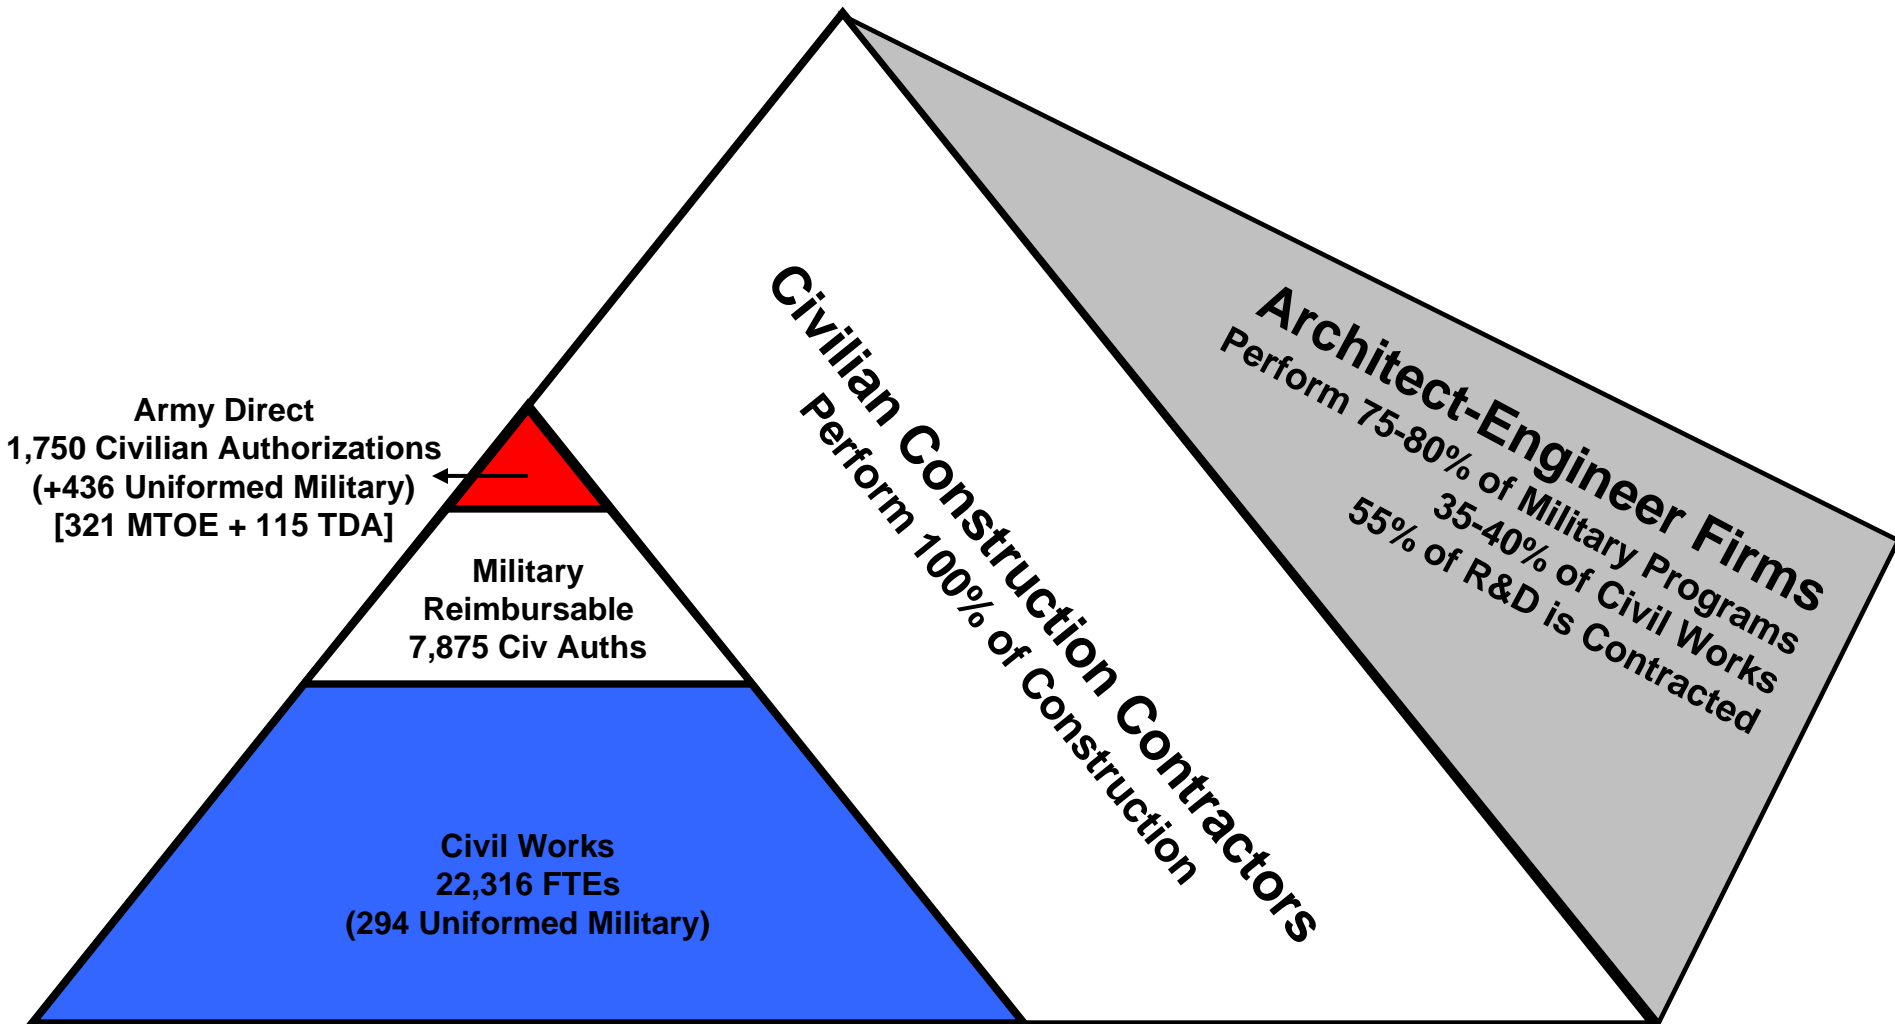 Army Direct
1,750 Civilian Authorizations
(+436 Uniformed Military)
[321 MTOE + 115 TDA]
Military
Reimbursable
7,875 Civ Auths
Civil Works
22,316 FTEs
(294 Uniformed Military)
Civilian Construction Contractors
Perform 100% of Construction
Architect-Engineer Firms
Perform 75-80% of Military Programs
35-40% of Civil Works
55% of R&D is Contracted